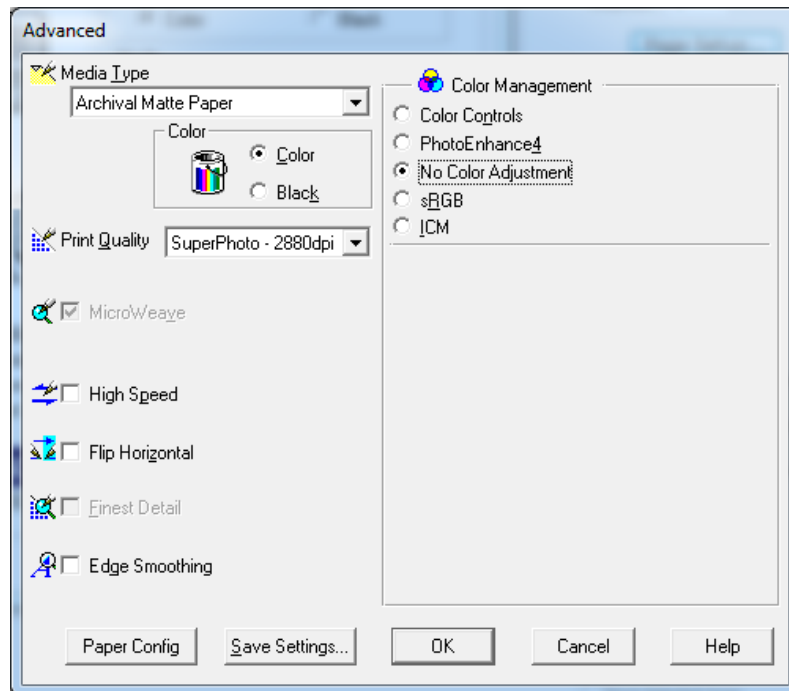 Advanced
Media Type
Archival Matte Paper
Color
Color
Black
Print Quality
SuperPhoto - 2880dpi
MicroWeave
High Speed
Flip Horizontal
Finest Detail
Edge Smoothing
Color Management
Color Controls
PhotoEnhance4
No Color Adjustment
sRGB
ICM
Paper Config
Save Settings...
OK
Cancel
Help